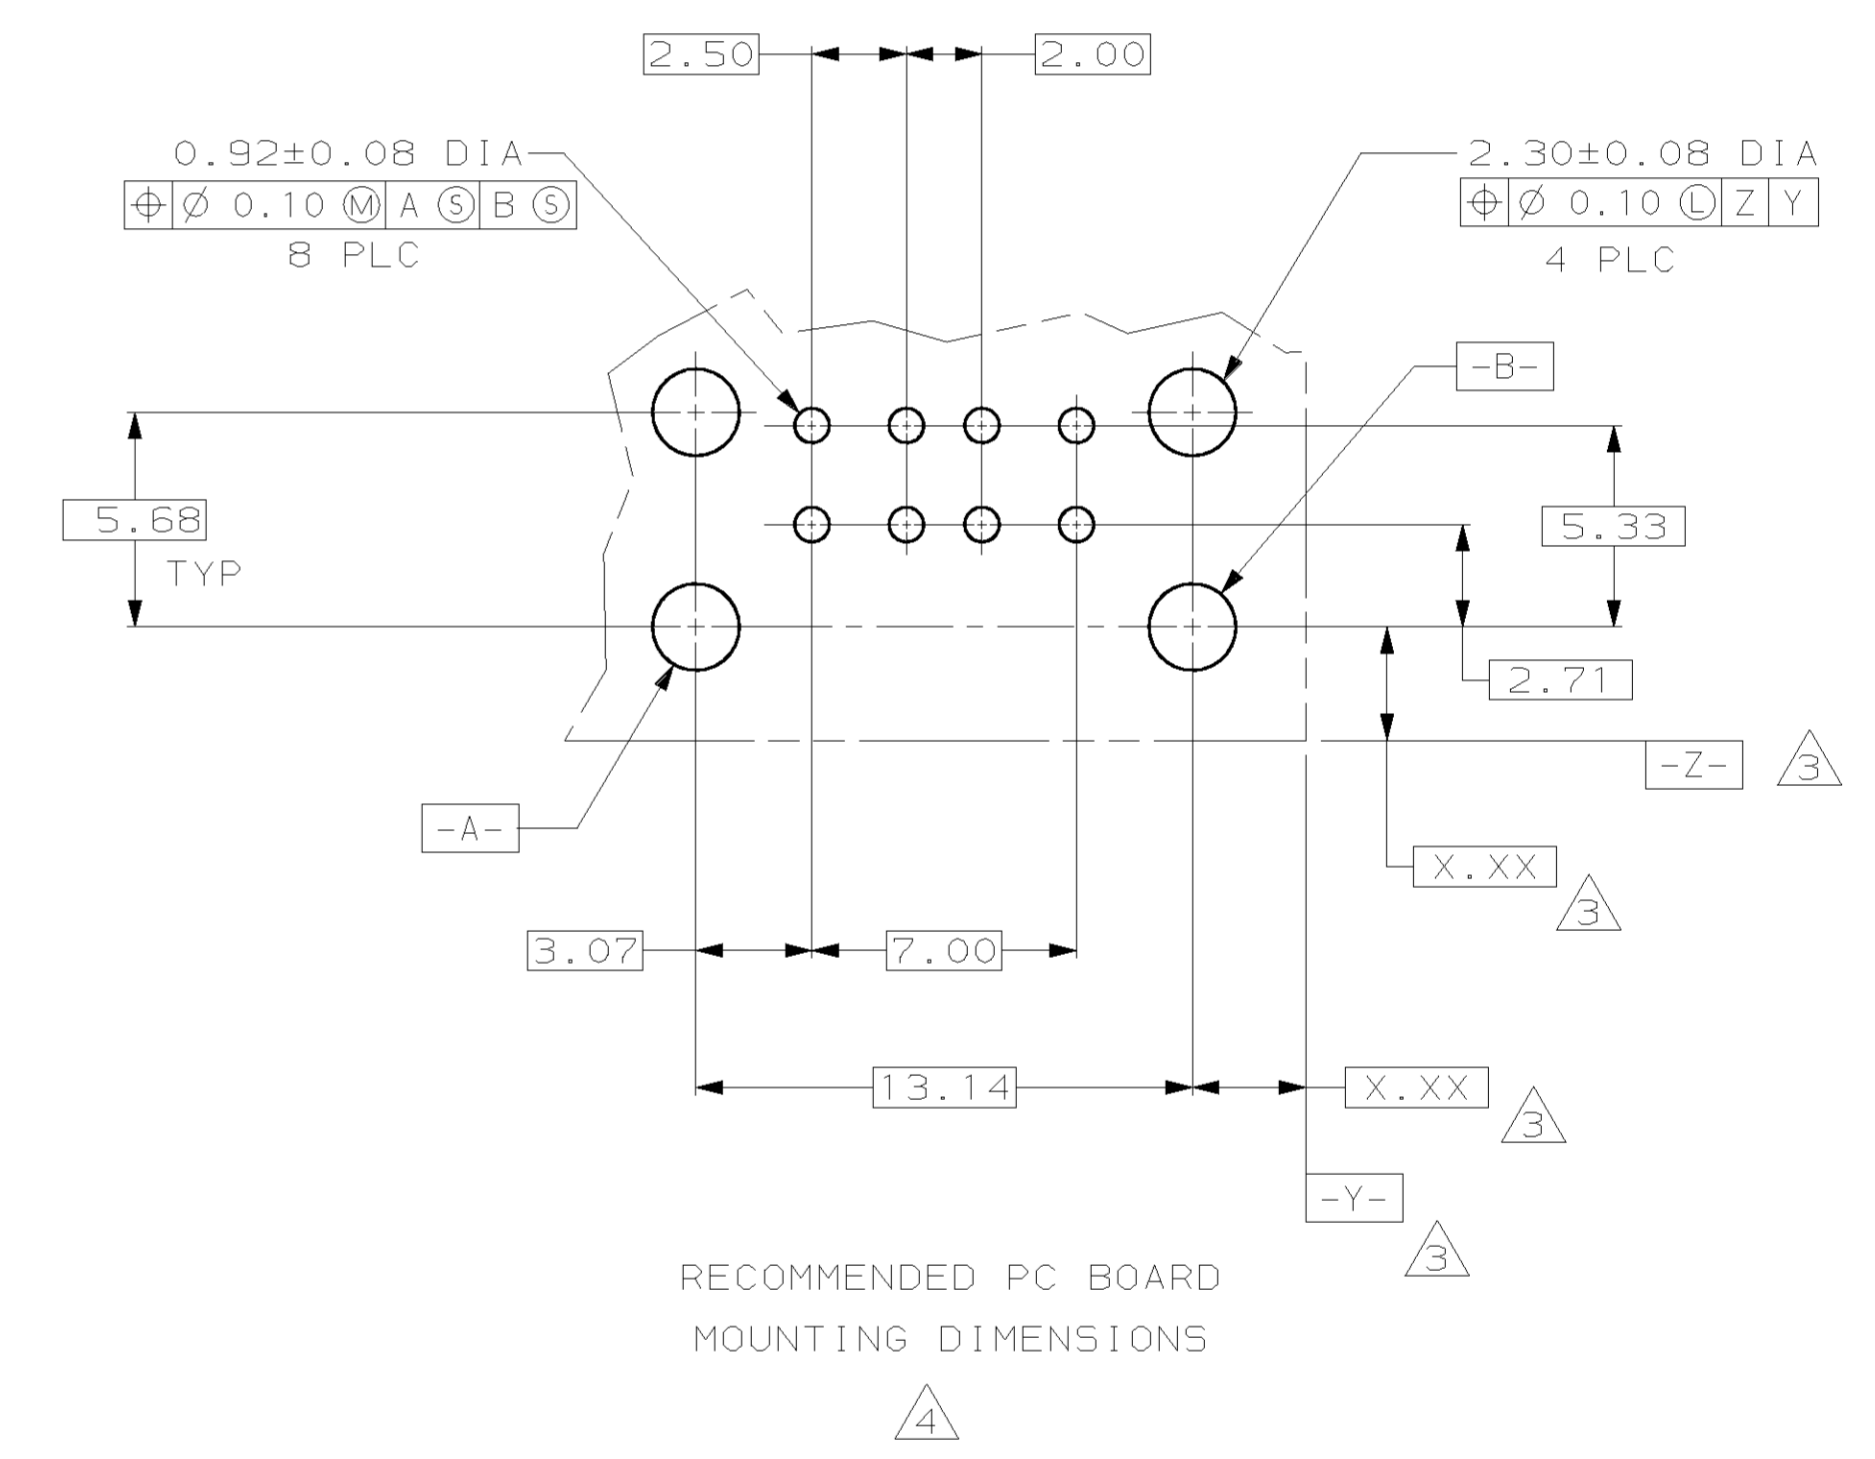 2.50
2.00
0.92±0.08 DIA
⌖ Ø 0.10 Ⓜ A Ⓢ B Ⓢ
8 PLC
2.30±0.08 DIA
⌖ Ø 0.10 Ⓛ Z Y
4 PLC
-B-
5.68
TYP
5.33
2.71
-Z-
3
-A-
X.XX
3
3.07
7.00
13.14
X.XX
3
-Y-
3
RECOMMENDED PC BOARD
MOUNTING DIMENSIONS
4